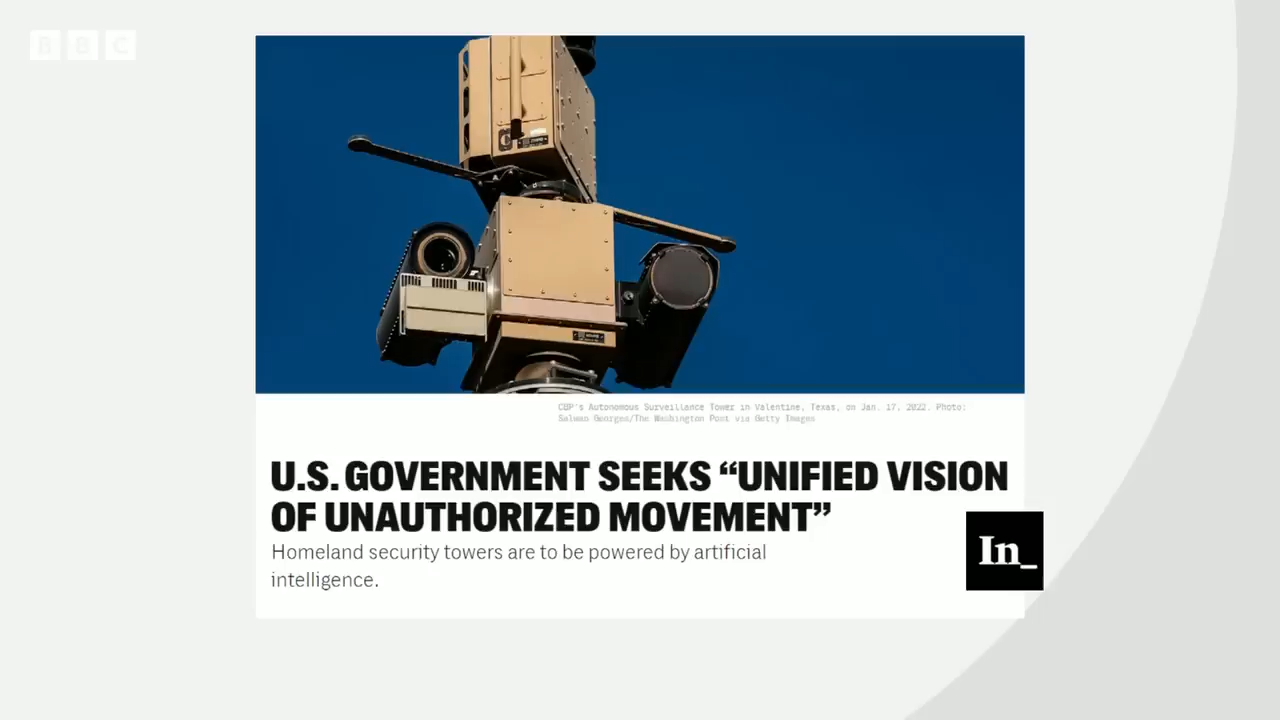 BBC
CBP's Autonomous Surveillance Tower in Valentine, Texas, on Jan. 17, 2022. Photo:
Salwan Georges/The Washington Post via Getty Images
U.S. GOVERNMENT SEEKS “UNIFIED VISION
OF UNAUTHORIZED MOVEMENT”
Homeland security towers are to be powered by artificial
intelligence.
In_